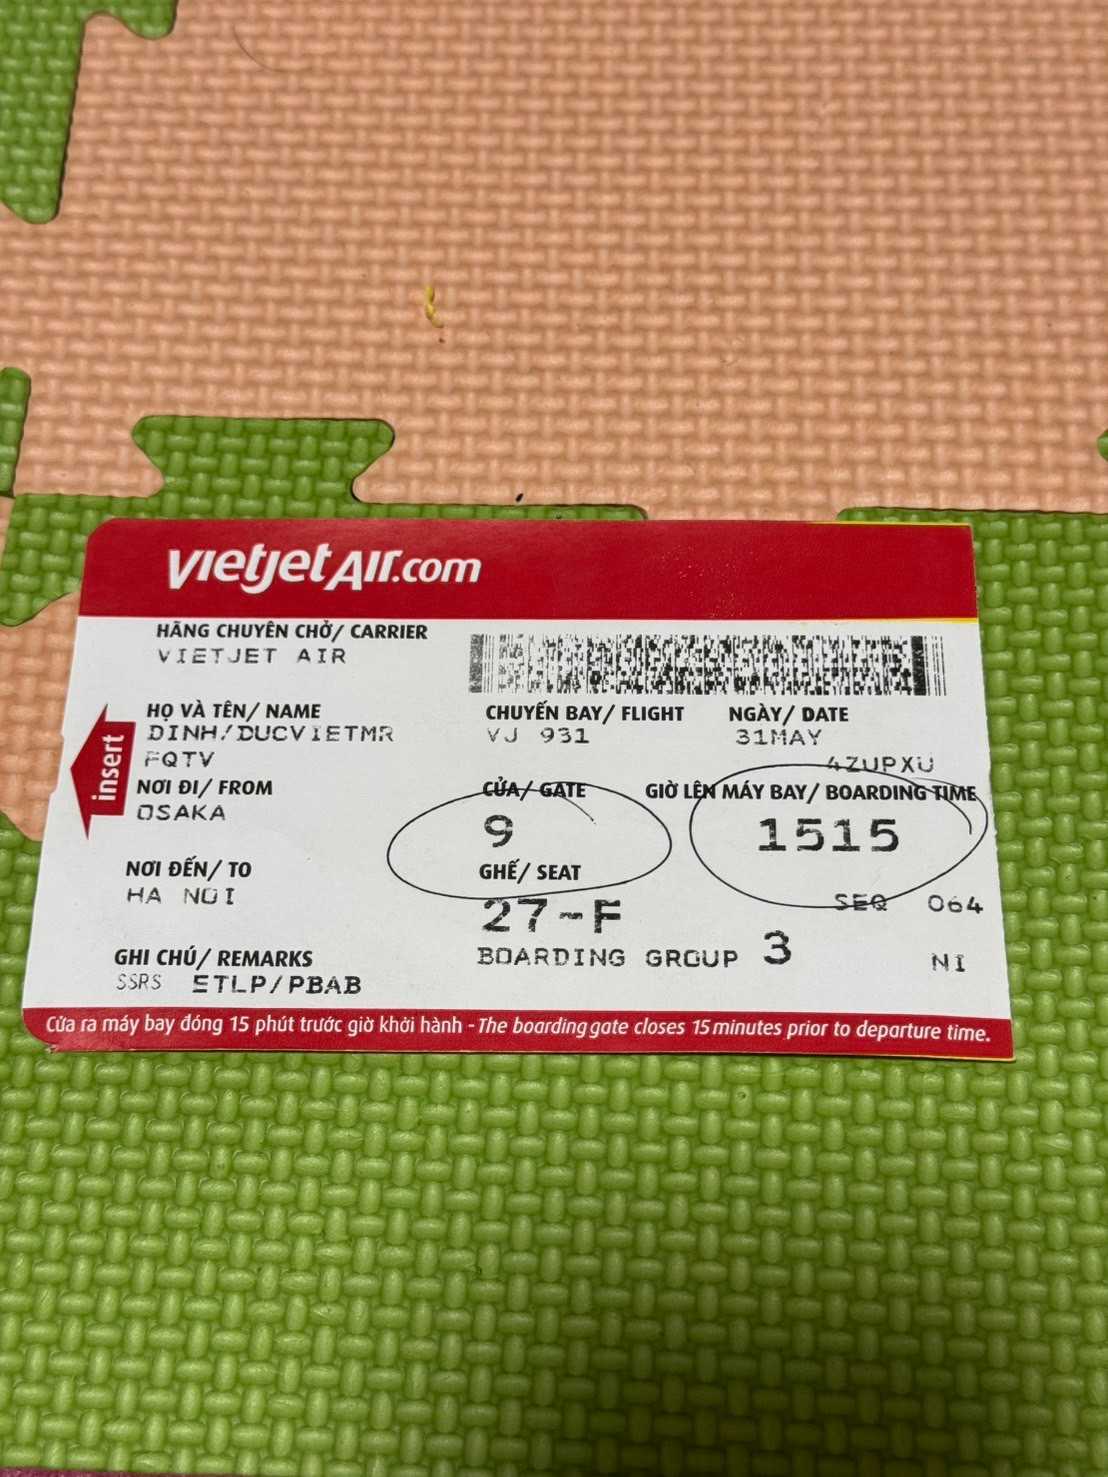 vietjetAir.com
HÃNG CHUYÊN CHỞ/ CARRIER
VIETJET AIR
HỌ VÀ TÊN/ NAME
DINH/DUCVIETMR
FQTV
CHUYẾN BAY/ FLIGHT
VJ 931
NGÀY/ DATE
31MAY
4ZUPXU
insert
NƠI ĐI/ FROM
OSAKA
CỬA/ GATE
9
GIỜ LÊN MÁY BAY/ BOARDING TIME
1515
NƠI ĐẾN/ TO
HA NOI
GHẾ/ SEAT
27-F
SEQ 064
GHI CHÚ/ REMARKS
SSRS ETLP/PBAB
BOARDING GROUP 3
NI
Cửa ra máy bay đóng 15 phút trước giờ khởi hành - The boarding gate closes 15 minutes prior to departure time.